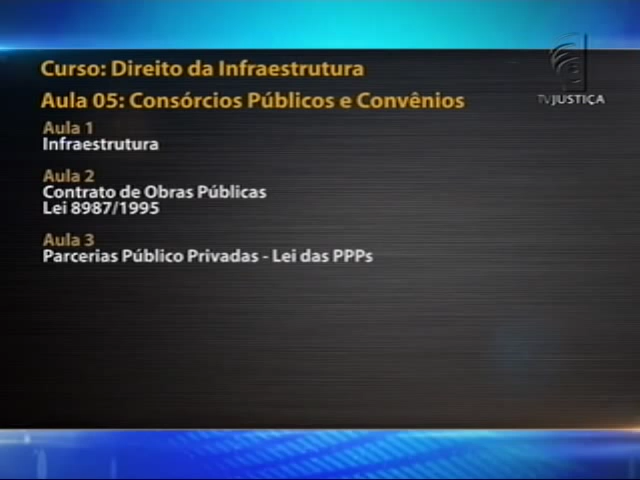 Curso: Direito da Infraestrutura
TV JUSTIÇA
Aula 05: Consórcios Públicos e Convênios
Aula 1
Infraestrutura
Aula 2
Contrato de Obras Públicas
Lei 8987/1995
Aula 3
Parcerias Público Privadas - Lei das PPPs